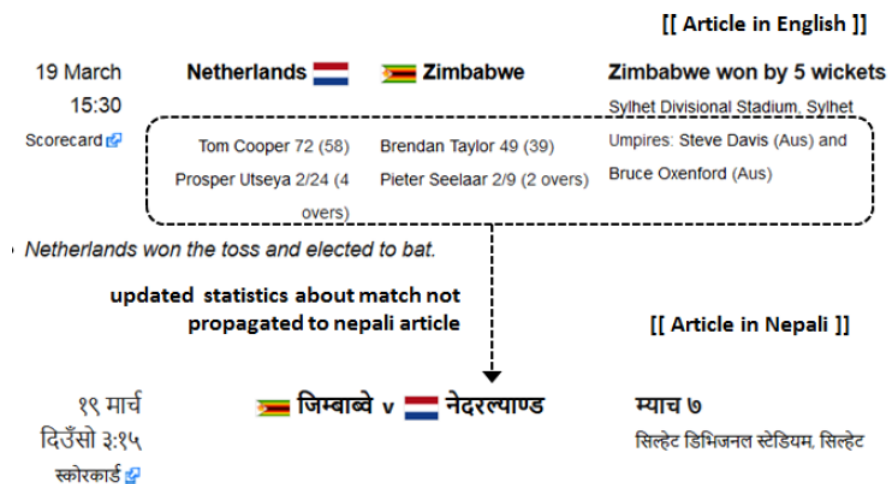 [[ Article in English ]]
19 March
15:30
Scorecard
Netherlands
Zimbabwe
Zimbabwe won by 5 wickets
Sylhet Divisional Stadium, Sylhet
Tom Cooper 72 (58)
Prosper Utseya 2/24 (4
overs)
Brendan Taylor 49 (39)
Pieter Seelaar 2/9 (2 overs)
Umpires: Steve Davis (Aus) and
Bruce Oxenford (Aus)
Netherlands won the toss and elected to bat.
updated statistics about match not
propagated to nepali article
[[ Article in Nepali ]]
१९ मार्च
दिउँसो ३:१५
स्कोरकार्ड
जिम्बाब्वे v नेदरल्याण्ड
म्याच ७
सिल्हेट डिभिजनल स्टेडियम, सिल्हेट